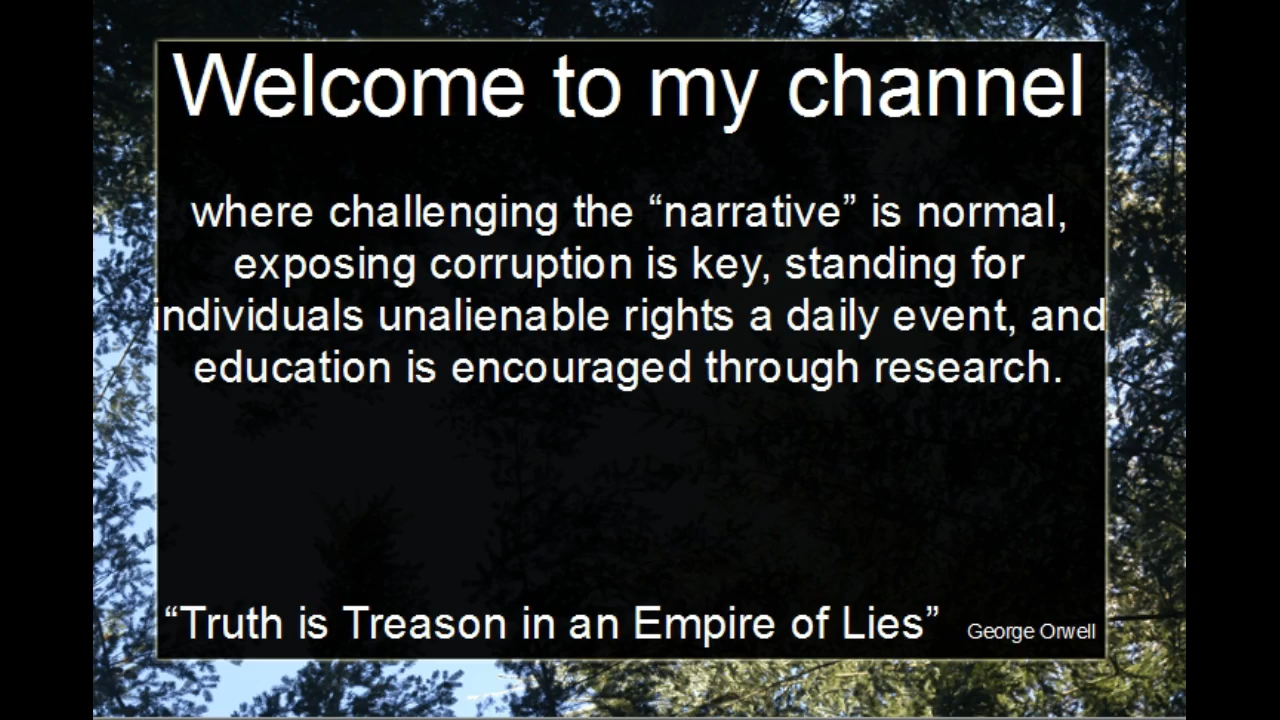 Welcome to my channel
where challenging the “narrative” is normal,
exposing corruption is key, standing for
individuals unalienable rights a daily event, and
education is encouraged through research.
“Truth is Treason in an Empire of Lies” George Orwell